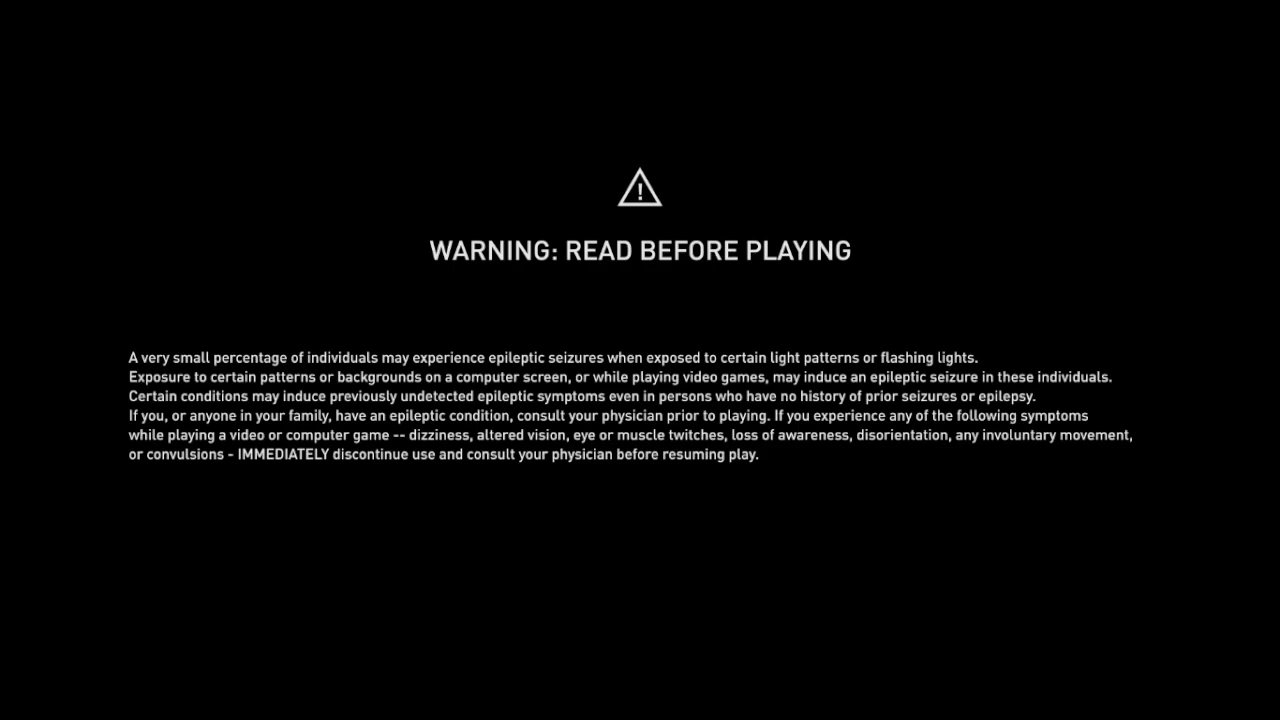 WARNING: READ BEFORE PLAYING
A very small percentage of individuals may experience epileptic seizures when exposed to certain light patterns or flashing lights.
Exposure to certain patterns or backgrounds on a computer screen, or while playing video games, may induce an epileptic seizure in these individuals.
Certain conditions may induce previously undetected epileptic symptoms even in persons who have no history of prior seizures or epilepsy.
If you, or anyone in your family, have an epileptic condition, consult your physician prior to playing. If you experience any of the following symptoms
while playing a video or computer game -- dizziness, altered vision, eye or muscle twitches, loss of awareness, disorientation, any involuntary movement,
or convulsions - IMMEDIATELY discontinue use and consult your physician before resuming play.